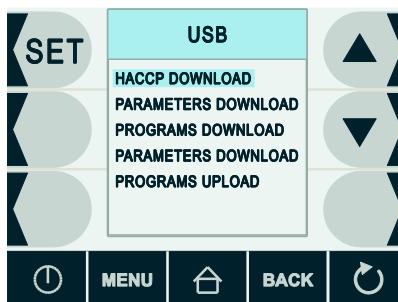 SET
USB
HACCP DOWNLOAD
PARAMETERS DOWNLOAD
PROGRAMS DOWNLOAD
PARAMETERS DOWNLOAD
PROGRAMS UPLOAD
MENU
BACK